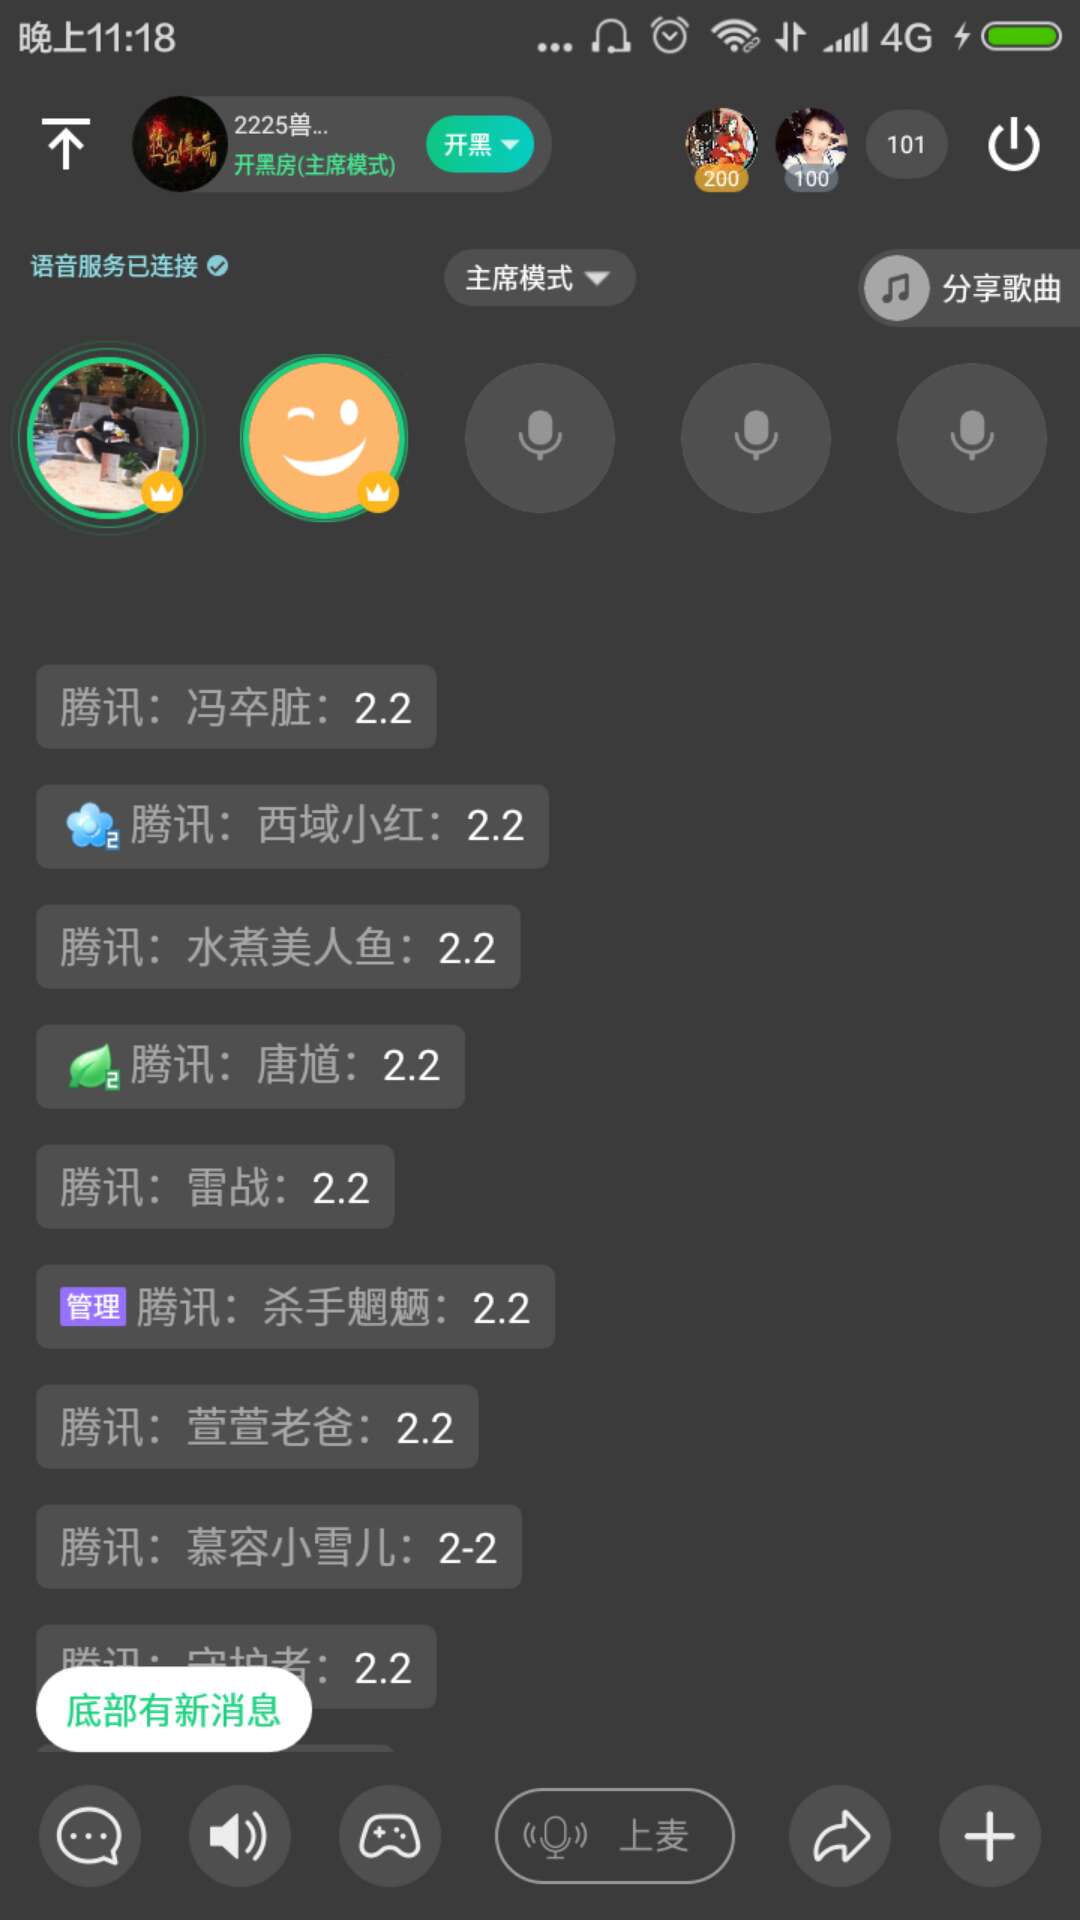 晚上11:18
4G
2225兽...
开黑房(主席模式)
开黑
200
100
101
语音服务已连接
主席模式
分享歌曲
腾讯：冯卒脏：2.2
2 腾讯：西域小红：2.2
腾讯：水煮美人鱼：2.2
2 腾讯：唐馗：2.2
腾讯：雷战：2.2
管理 腾讯：杀手魍魉：2.2
腾讯：萱萱老爸：2.2
腾讯：慕容小雪儿：2-2
腾讯：守护者：2.2
底部有新消息
上麦